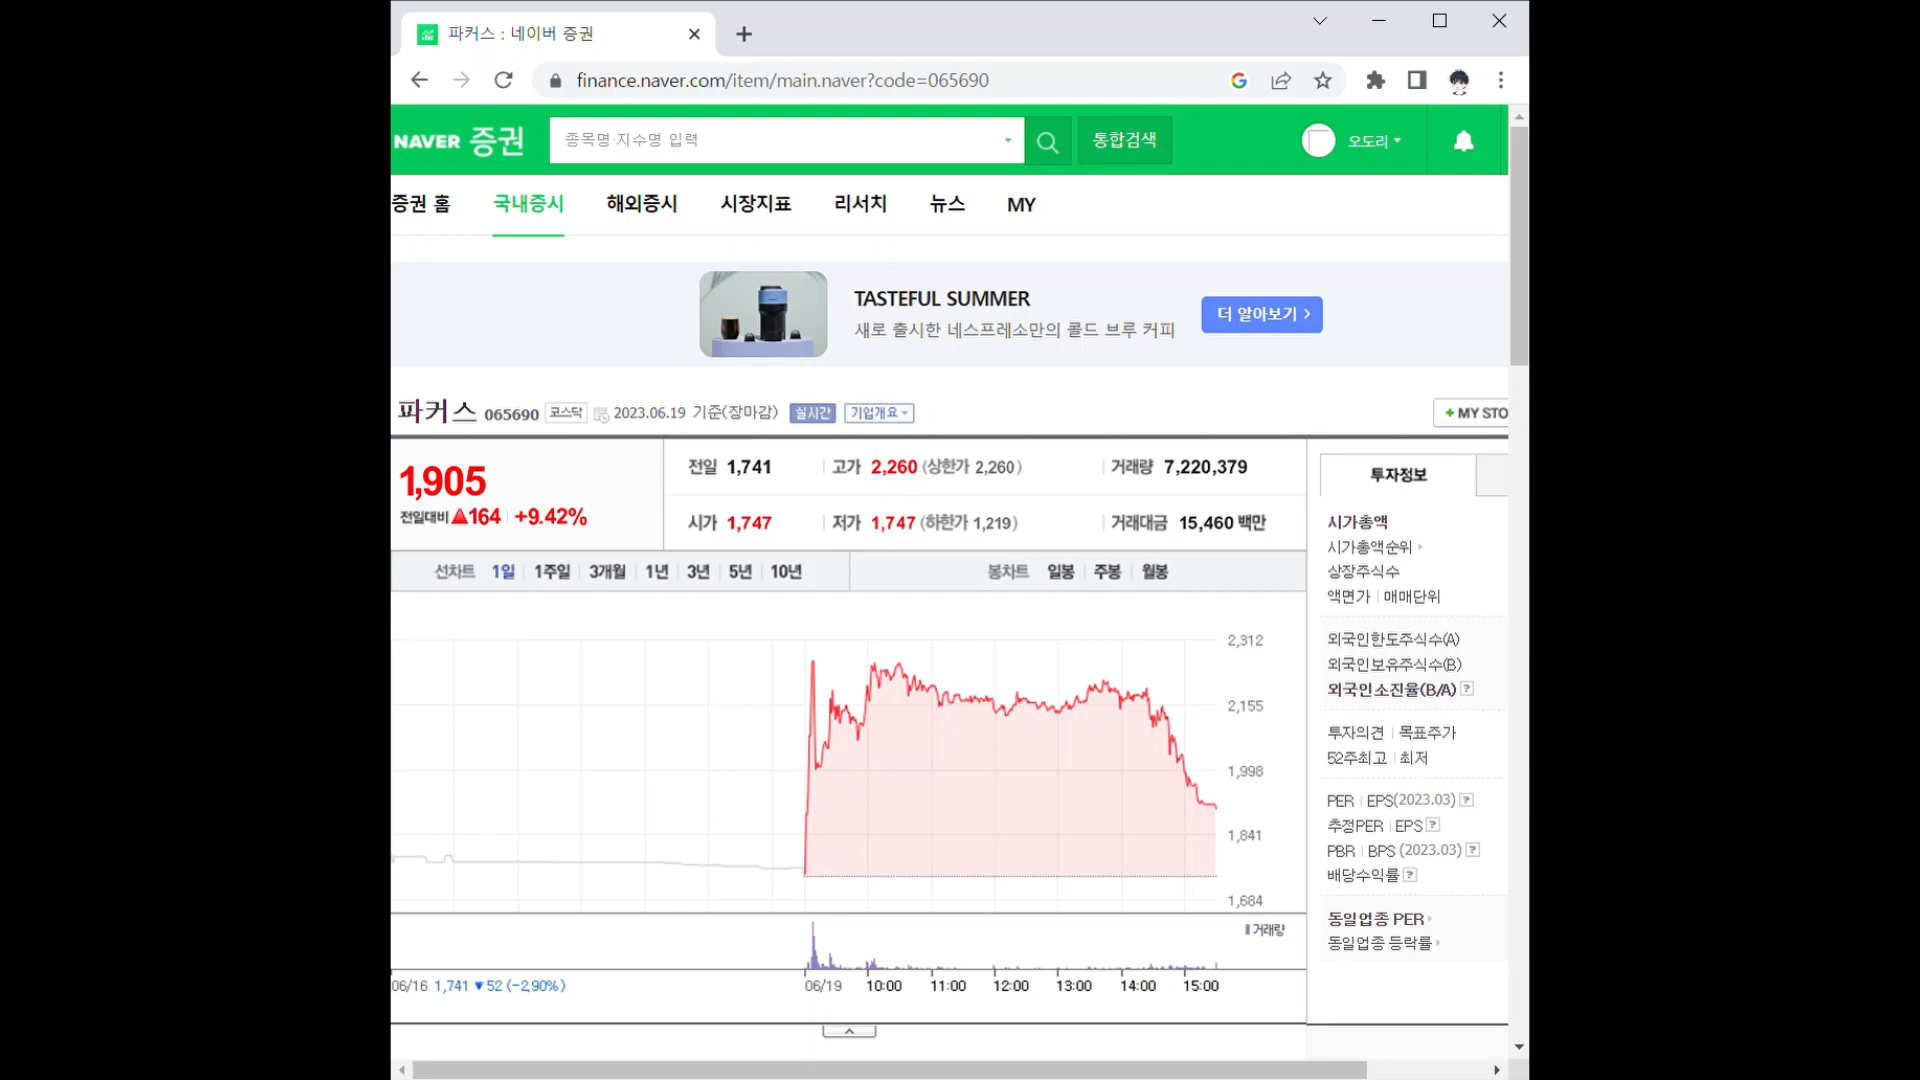 파커스 : 네이버 증권
finance.naver.com/item/main.naver?code=065690
NAVER 증권
종목명·지수명 입력
통합검색
오도리
증권 홈 국내증시 해외증시 시장지표 리서치 뉴스 MY
TASTEFUL SUMMER
새로 출시한 네스프레소만의 콜드 브루 커피
더 알아보기 >
파커스 065690 코스닥 2023.06.19 기준(장마감) 실시간 기업개요
+ MY STO
1,905
전일대비 ▲164 +9.42%
전일 1,741 고가 2,260 (상한가 2,260) 거래량 7,220,379
시가 1,747 저가 1,747 (하한가 1,219) 거래대금 15,460 백만
선차트 1일 1주일 3개월 1년 3년 5년 10년 봉차트 일봉 주봉 월봉
2,312
2,155
1,998
1,841
1,684
거래량
06/16 1,741 ▼52 (-2,90%) 06/19 10:00 11:00 12:00 13:00 14:00 15:00
투자정보
시가총액
시가총액순위
상장주식수
액면가 매매단위
외국인한도주식수(A)
외국인보유주식수(B)
외국인소진율(B/A) ?
투자의견 목표주가
52주최고 최저
PER EPS(2023.03) ?
추정PER EPS ?
PBR BPS (2023.03) ?
배당수익률 ?
동일업종 PER
동일업종 등락률